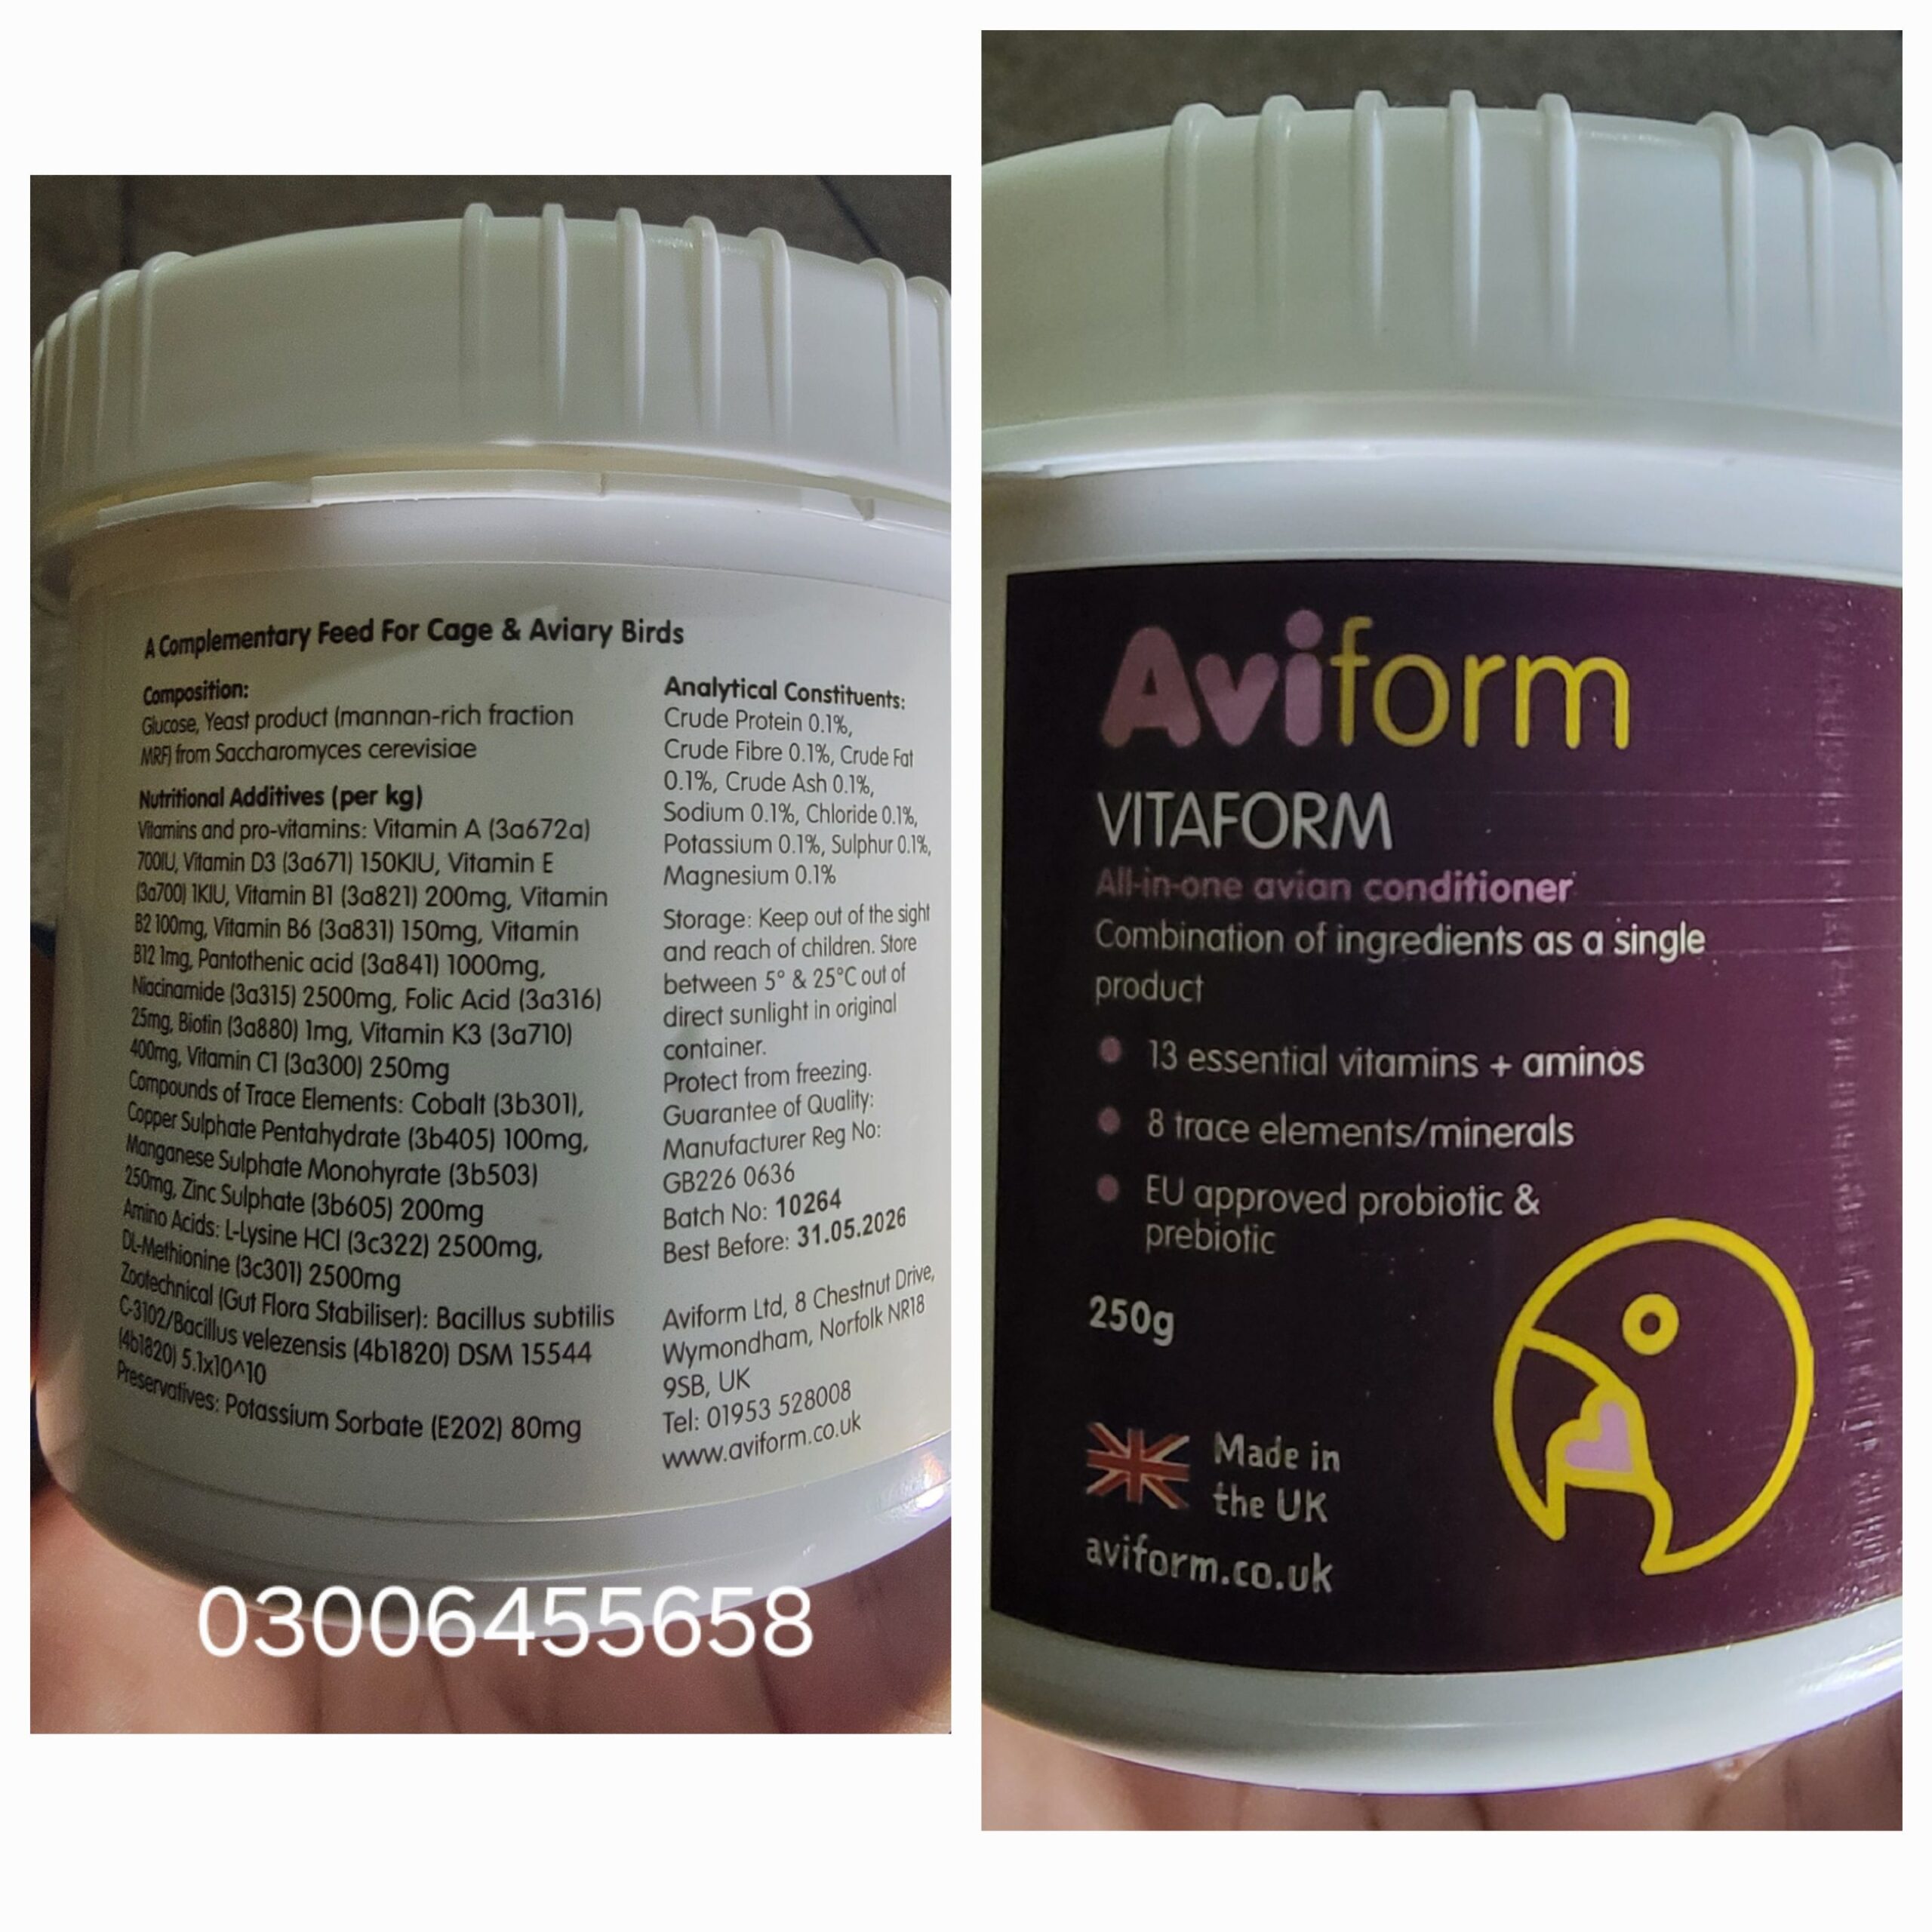 A Complementary Feed For Cage & Aviary Birds
Composition:
Glucose, Yeast product (mannan-rich fraction
MRF) from Saccharomyces cerevisiae
Nutritional Additives (per kg)
Vitamins and pro-vitamins: Vitamin A (3a672a)
700IU, Vitamin D3 (3a671) 150KIU, Vitamin E
(3a700) 1KIU, Vitamin B1 (3a821) 200mg, Vitamin
B2 100mg, Vitamin B6 (3a831) 150mg, Vitamin
B12 1mg, Pantothenic acid (3a841) 1000mg,
Niacinamide (3a315) 2500mg, Folic Acid (3a316)
25mg, Biotin (3a880) 1mg, Vitamin K3 (3a710)
400mg, Vitamin C1 (3a300) 250mg
Compounds of Trace Elements: Cobalt (3b301),
Copper Sulphate Pentahydrate (3b405) 100mg,
Manganese Sulphate Monohyrate (3b503)
250mg, Zinc Sulphate (3b605) 200mg
Amino Acids: L-Lysine HCl (3c322) 2500mg,
DL-Methionine (3c301) 2500mg
Zootechnical (Gut Flora Stabiliser): Bacillus subtilis
C-3102/Bacillus velezensis (4b1820) DSM 15544
(4b1820) 5.1x10^10
Preservatives: Potassium Sorbate (E202) 80mg
Analytical Constituents:
Crude Protein 0.1%,
Crude Fibre 0.1%, Crude Fat
0.1%, Crude Ash 0.1%,
Sodium 0.1%, Chloride 0.1%,
Potassium 0.1%, Sulphur 0.1%,
Magnesium 0.1%
Storage: Keep out of the sight
and reach of children. Store
between 5° & 25°C out of
direct sunlight in original
container.
Protect from freezing.
Guarantee of Quality:
Manufacturer Reg No:
GB226 0636
Batch No: 10264
Best Before: 31.05.2026
Aviform Ltd, 8 Chestnut Drive,
Wymondham, Norfolk NR18
9SB, UK
Tel: 01953 528008
www.aviform.co.uk
03006455658
Aviform
VITAFORM
All-in-one avian conditioner
Combination of ingredients as a single
product
13 essential vitamins + aminos
8 trace elements/minerals
EU approved probiotic &
prebiotic
250g
Made in
the UK
aviform.co.uk